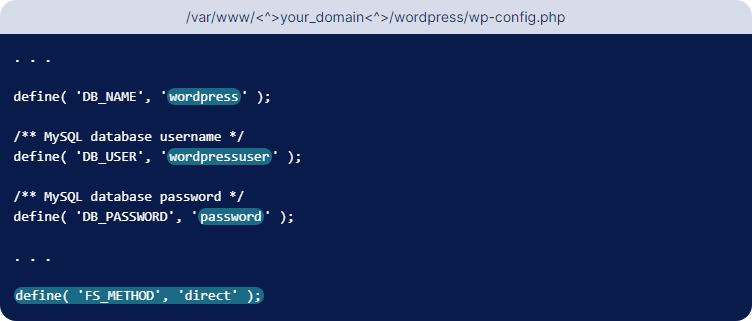 /var/www/<^>your_domain<^>/wordpress/wp-config.php
. . .
define( 'DB_NAME', 'wordpress' );
/** MySQL database username */
define( 'DB_USER', 'wordpressuser' );
/** MySQL database password */
define( 'DB_PASSWORD', 'password' );
. . .
define( 'FS_METHOD', 'direct' );